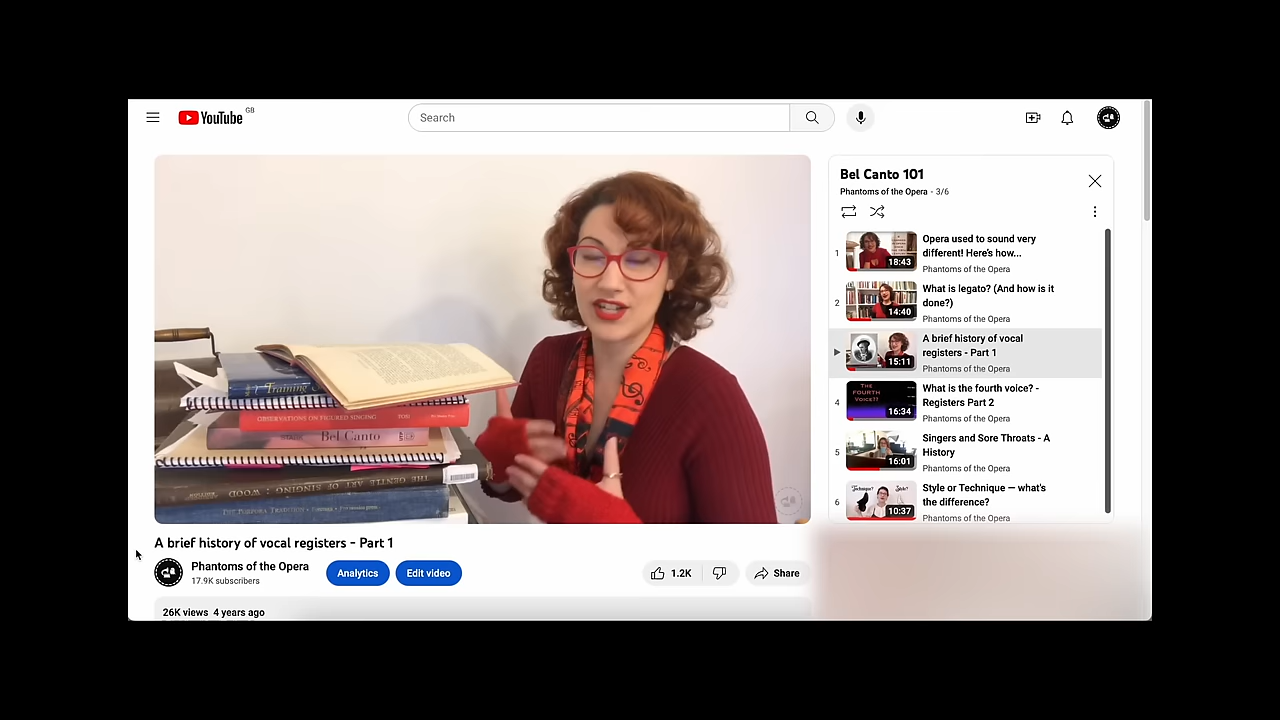 YouTube GB
Search
Bel Canto 101
Phantoms of the Opera - 3/6
1
18:43
Opera used to sound very
different! Here's how...
Phantoms of the Opera
2
14:40
What is legato? (And how is it
done?)
Phantoms of the Opera
15:11
A brief history of vocal
registers - Part 1
Phantoms of the Opera
4
THE
FOURTH
VOICE??
16:34
What is the fourth voice? -
Registers Part 2
Phantoms of the Opera
5
16:01
Singers and Sore Throats - A
History
Phantoms of the Opera
6
Technique?
Style?
10:37
Style or Technique — what's
the difference?
Phantoms of the Opera
Training
OBSERVATIONS ON FIGURED SINGING
TOSI
Bel Canto
THE GENTLE ART OF SINGING : WOOD
THE PORPORA TRADITION
A brief history of vocal registers - Part 1
Phantoms of the Opera
17.9K subscribers
Analytics
Edit video
1.2K
Share
26K views 4 years ago